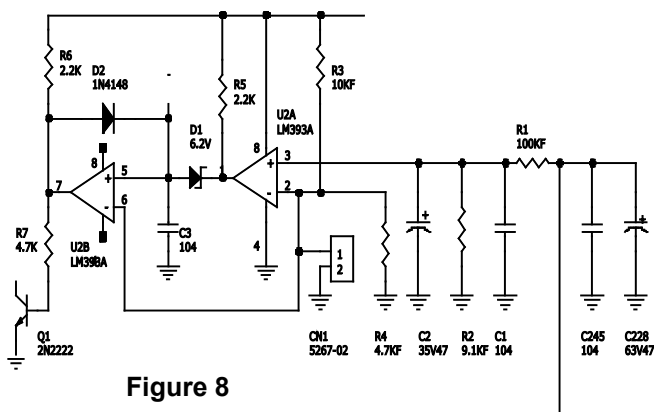 R6
2.2K
D2
1N4148
R5
2.2K
R3
10KF
U2A
LM393A
D1
6.2V
R1
100KF
8
3
+
2
-
4
8
5
+
7
6
-
R7
4.7K
U2B
LM39BA
C3
104
1
2
+
+
Q1
2N2222
CN1
5267-02
R4
4.7KF
C2
35V47
R2
9.1KF
C1
104
C245
104
C228
63V47
Figure 8